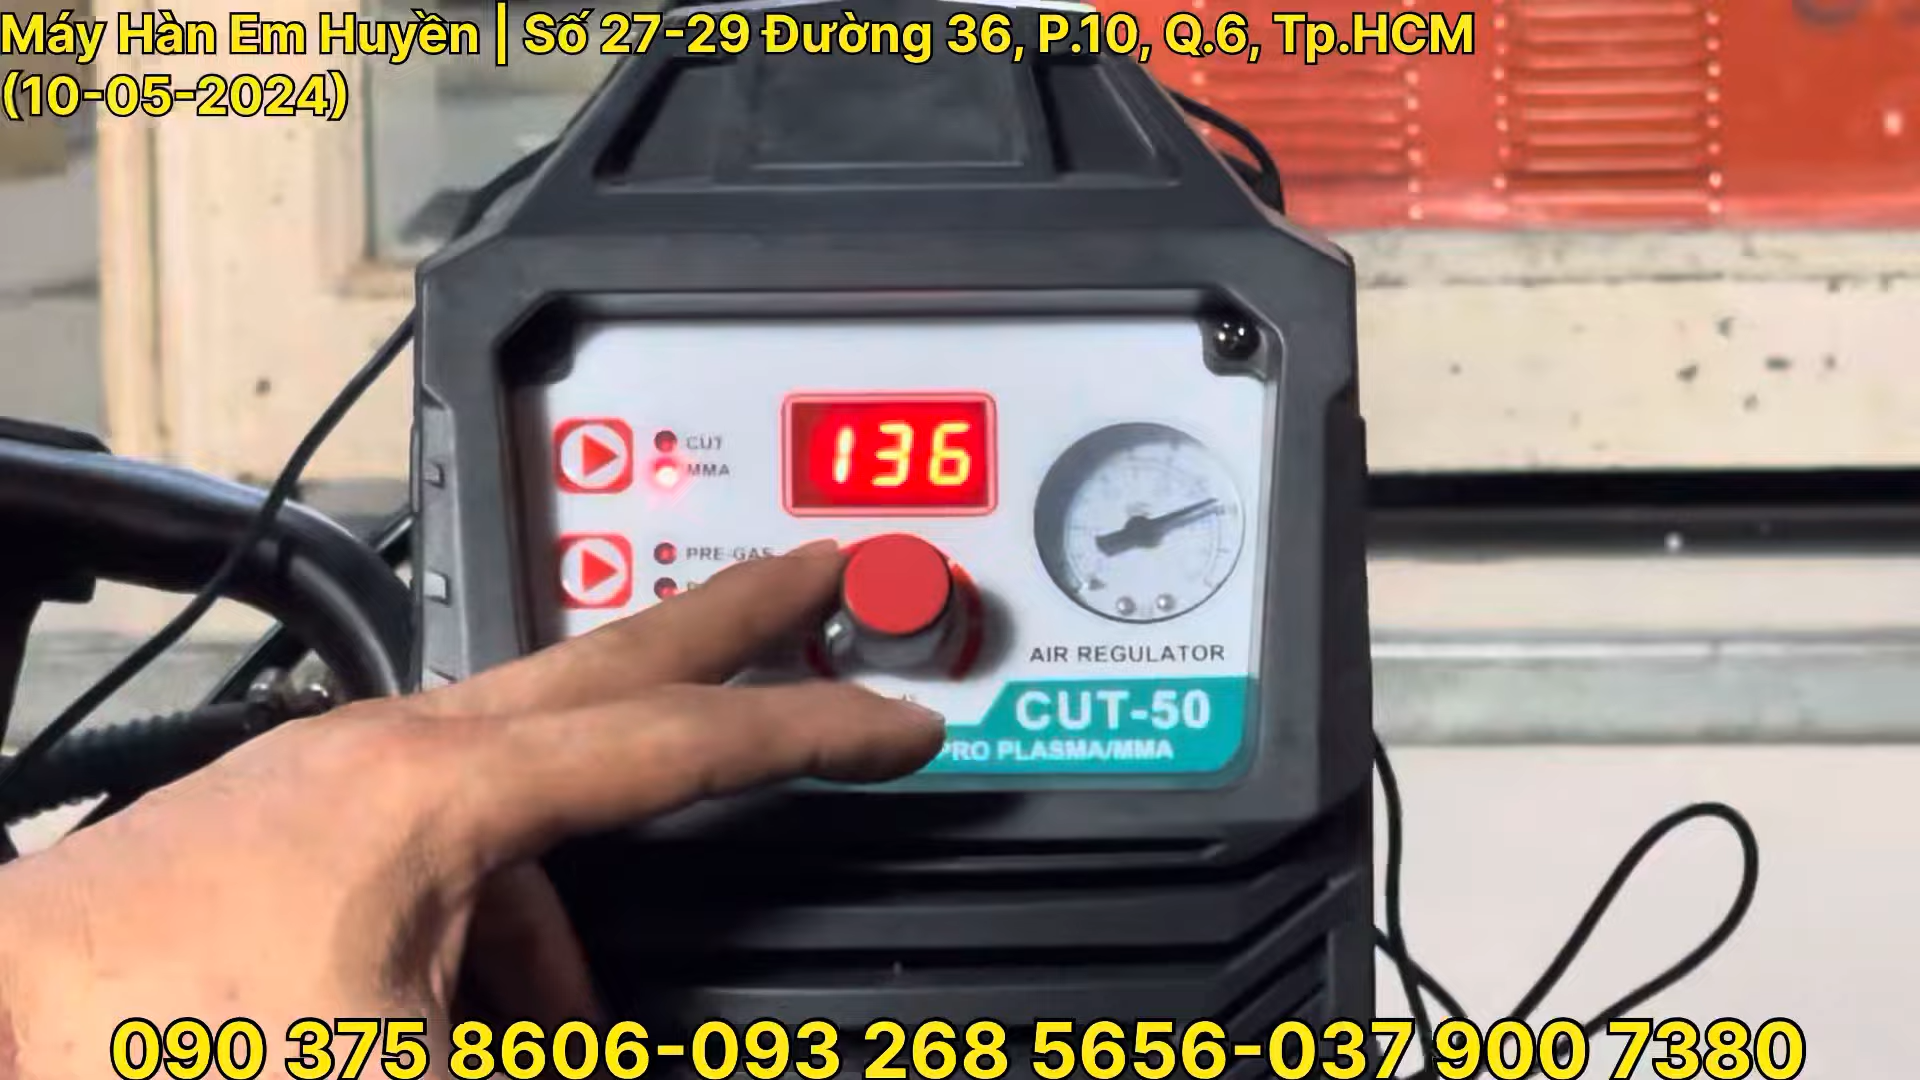 Máy Hàn Em Huyền | Số 27-29 Đường 36, P.10, Q.6, Tp.HCM
(10-05-2024)
136
CUT
MMA
PRE-GAS
AIR REGULATOR
CUT-50
PRO PLASMA/MMA
090 375 8606-093 268 5656-037 900 7380